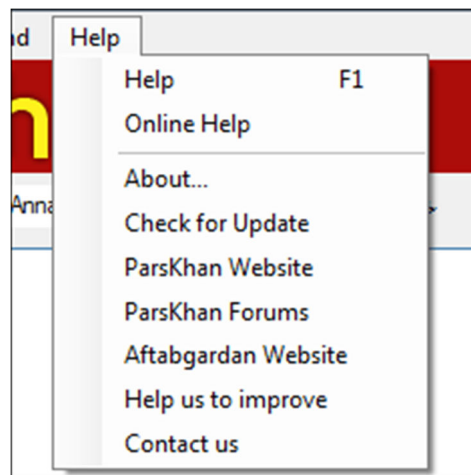 Help
Help F1
Online Help
About...
Check for Update
ParsKhan Website
ParsKhan Forums
Aftabgardan Website
Help us to improve
Contact us